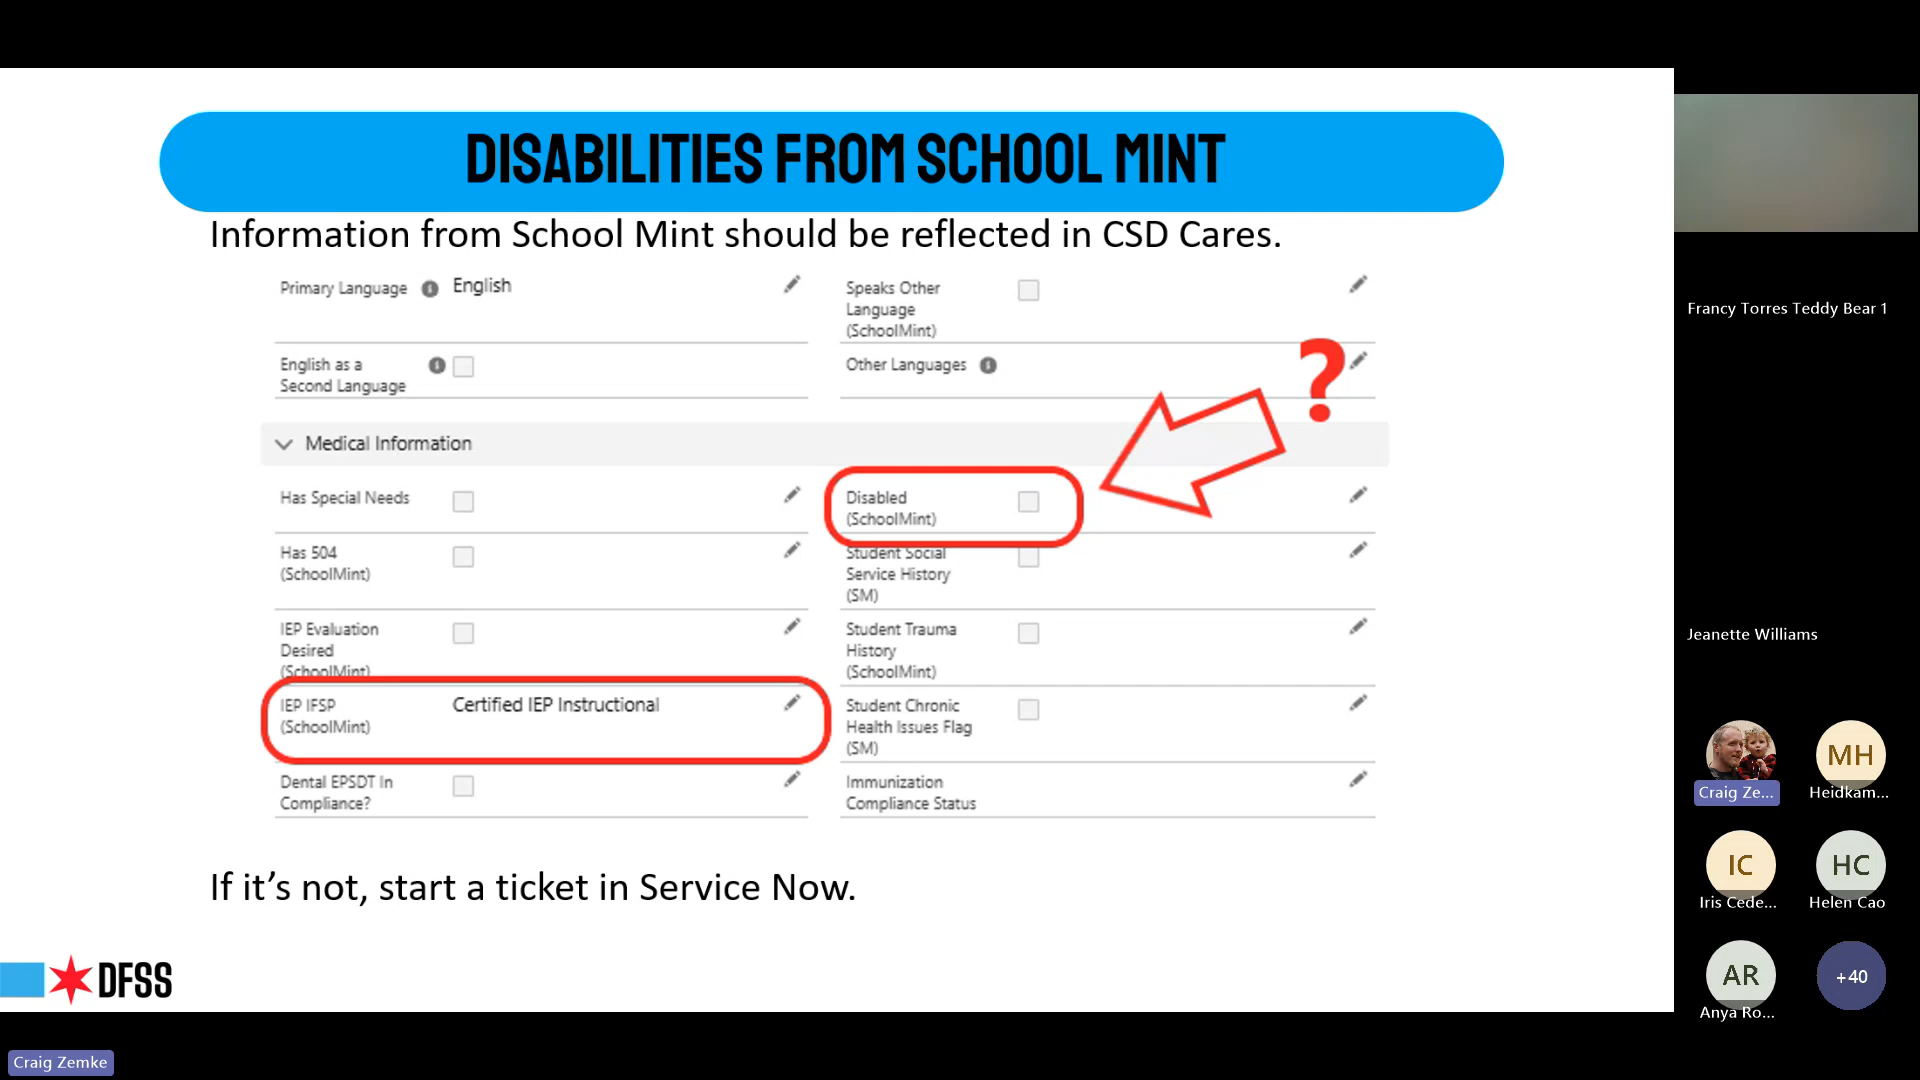 DISABILITIES FROM SCHOOL MINT
Information from School Mint should be reflected in CSD Cares.
Primary Language
English
Speaks Other
Language
(SchoolMint)
English as a
Second Language
Other Languages
?
Medical Information
Has Special Needs
Disabled
(SchoolMint)
Has 504
(SchoolMint)
Student Social
Service History
(SM)
IEP Evaluation
Desired
(SchoolMint)
Student Trauma
History
(SchoolMint)
IEP IFSP
(SchoolMint)
Certified IEP Instructional
Student Chronic
Health Issues Flag
(SM)
Dental EPSDT In
Compliance?
Immunization
Compliance Status
If it's not, start a ticket in Service Now.
DFSS
Francy Torres Teddy Bear 1
Jeanette Williams
Craig Ze...
MH
Heidkam...
IC
Iris Cede...
HC
Helen Cao
AR
Anya Ro...
+40
Craig Zemke